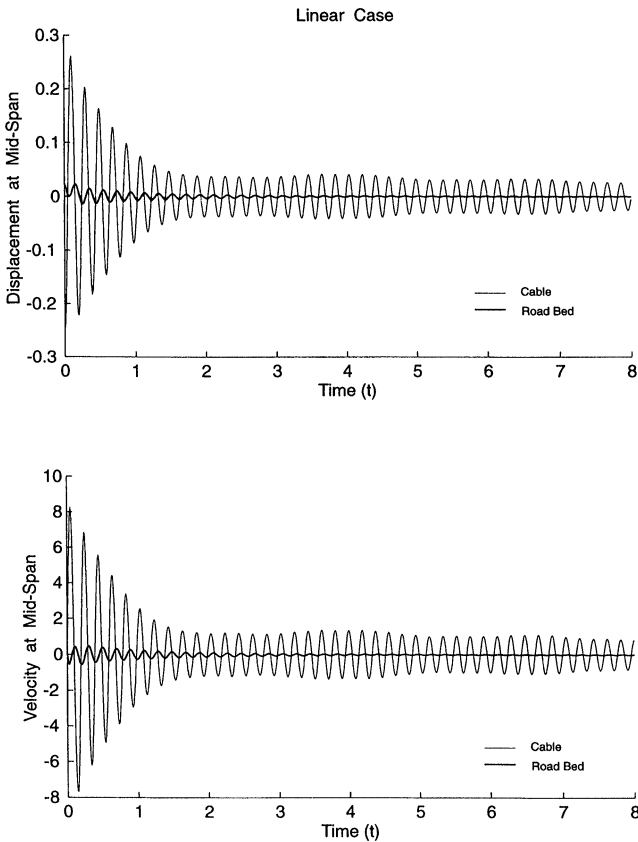 Linear Case
Displacement at Mid-Span
0.3
0.2
0.1
0
-0.1
-0.2
-0.3
Cable
Road Bed
0 1 2 3 4 5 6 7 8
Time (t)
Velocity at Mid-Span
10
8
6
4
2
0
-2
-4
-6
-8
Cable
Road Bed
0 1 2 3 4 5 6 7 8
Time (t)